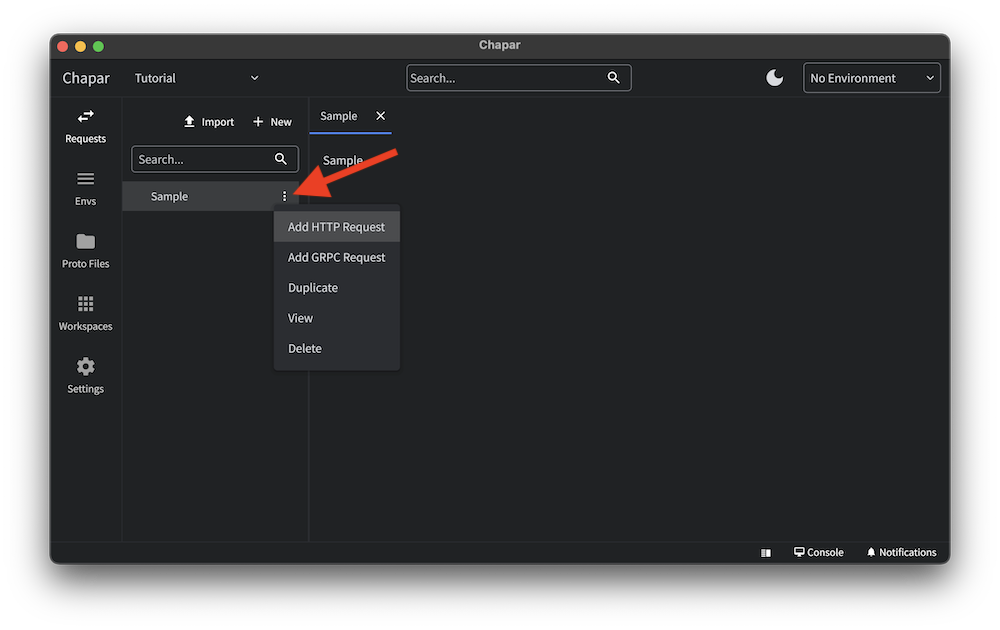 Chapar
Chapar Tutorial Search... No Environment
Requests
Envs
Proto Files
Workspaces
Settings
Import New
Search...
Sample
Sample
Sample
Add HTTP Request
Add GRPC Request
Duplicate
View
Delete
Console Notifications